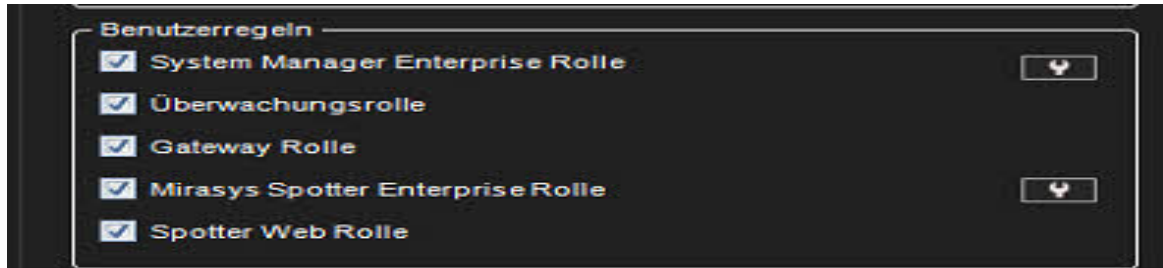 Benutzerregeln
System Manager Enterprise Rolle
Überwachungsrolle
Gateway Rolle
Mirasys Spotter Enterprise Rolle
Spotter Web Rolle